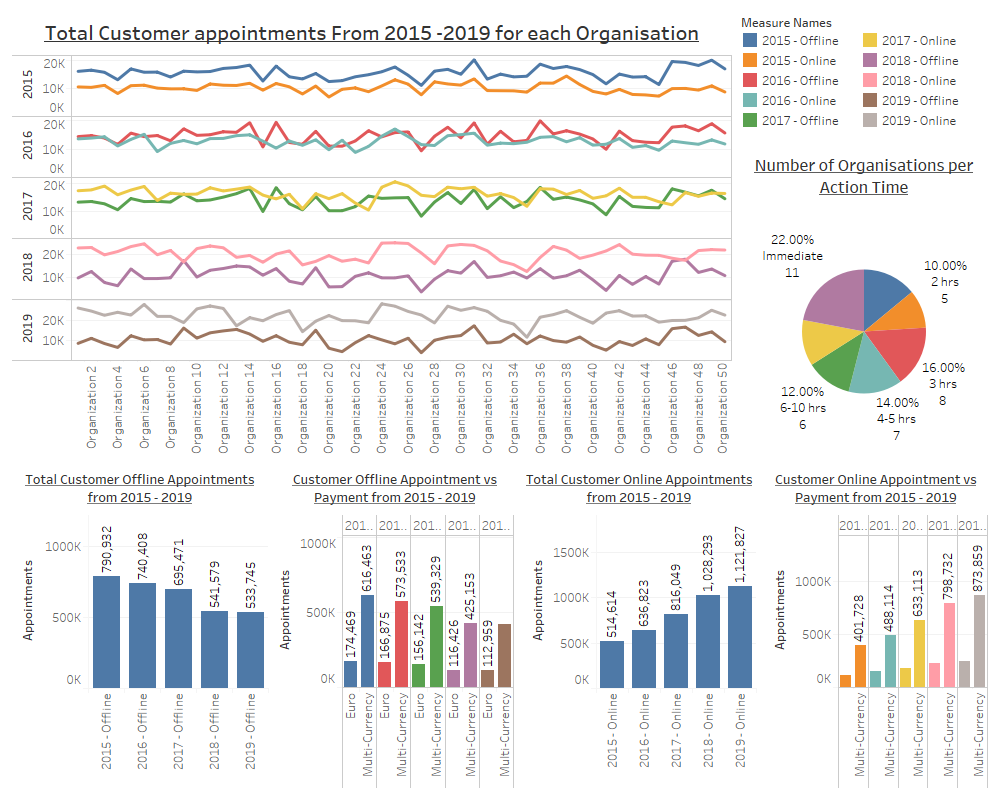 Total Customer appointments From 2015 -2019 for each Organisation
2015
20K
10K
0K
2016
20K
10K
0K
2017
20K
10K
0K
2018
20K
10K
2019
20K
10K
Organization 2
Organization 4
Organization 6
Organization 8
Organization 10
Organization 12
Organization 14
Organization 16
Organization 18
Organization 20
Organization 22
Organization 24
Organization 26
Organization 28
Organization 30
Organization 32
Organization 34
Organization 36
Organization 38
Organization 40
Organization 42
Organization 44
Organization 46
Organization 48
Organization 50
Measure Names
2015 - Offline
2015 - Online
2016 - Offline
2016 - Online
2017 - Offline
2017 - Online
2018 - Offline
2018 - Online
2019 - Offline
2019 - Online
Number of Organisations per
Action Time
22.00%
Immediate
11
10.00%
2 hrs
5
16.00%
3 hrs
8
14.00%
4-5 hrs
7
12.00%
6-10 hrs
6
Total Customer Offline Appointments
from 2015 - 2019
Appointments
1000K
500K
0K
790,932
740,408
695,471
541,579
533,745
2015 - Offline
2016 - Offline
2017 - Offline
2018 - Offline
2019 - Offline
Customer Offline Appointment vs
Payment from 2015 - 2019
201.. 201.. 201.. 201.. 201..
Appointments
1000K
500K
0K
174,469
616,463
166,875
573,533
156,142
539,329
116,426
425,153
112,959
Euro
Multi-Currency
Euro
Multi-Currency
Euro
Multi-Currency
Euro
Multi-Currency
Euro
Multi-Currency
Total Customer Online Appointments
from 2015 - 2019
Appointments
1500K
1000K
500K
0K
514,614
636,823
816,049
1,028,293
1,121,827
2015 - Online
2016 - Online
2017 - Online
2018 - Online
2019 - Online
Customer Online Appointment vs
Payment from 2015 - 2019
201.. 201.. 20.. 201.. 201..
Appointments
1000K
500K
0K
401,728
488,114
633,113
798,732
873,859
Multi-Currency
Multi-Currency
Multi-Currency
Multi-Currency
Multi-Currency